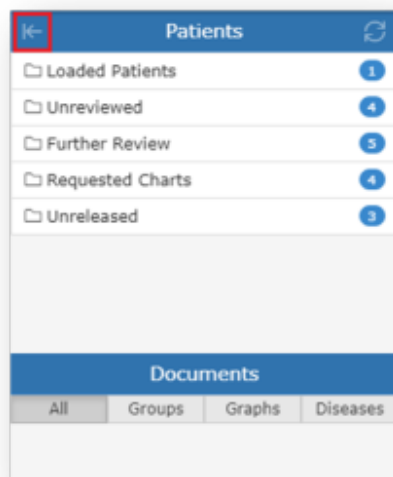 Patients
Loaded Patients 1
Unreviewed 4
Further Review 5
Requested Charts 4
Unreleased 3
Documents
All Groups Graphs Diseases